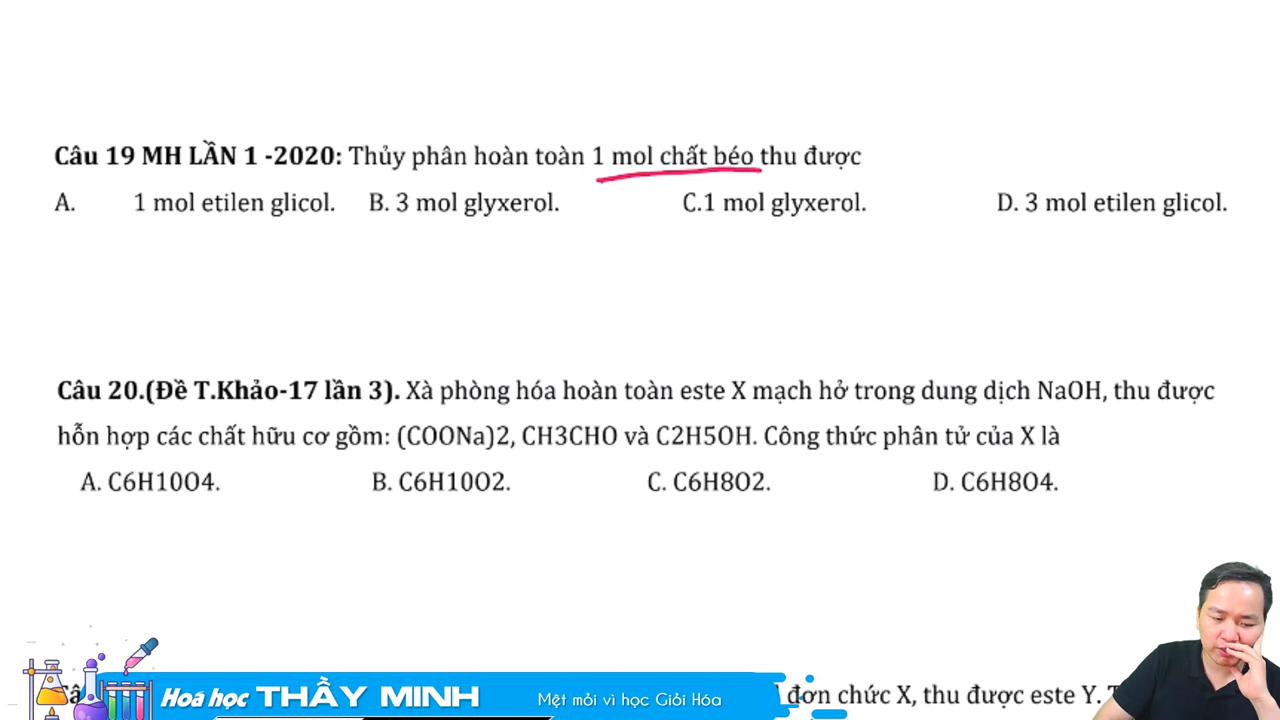 Câu 19 MH LẦN 1 -2020: Thủy phân hoàn toàn 1 mol chất béo thu được
A. 1 mol etilen glicol. B. 3 mol glyxerol. C.1 mol glyxerol. D. 3 mol etilen glicol.
Câu 20.(Đề T.Khảo-17 lần 3). Xà phòng hóa hoàn toàn este X mạch hở trong dung dịch NaOH, thu được
hỗn hợp các chất hữu cơ gồm: (COONa)2, CH3CHO và C2H5OH. Công thức phân tử của X là
A. C6H10O4. B. C6H10O2. C. C6H8O2. D. C6H8O4.
đơn chức X, thu được este Y.
Hoá học THẦY MINH Mệt mỏi vì học Giỏi Hóa